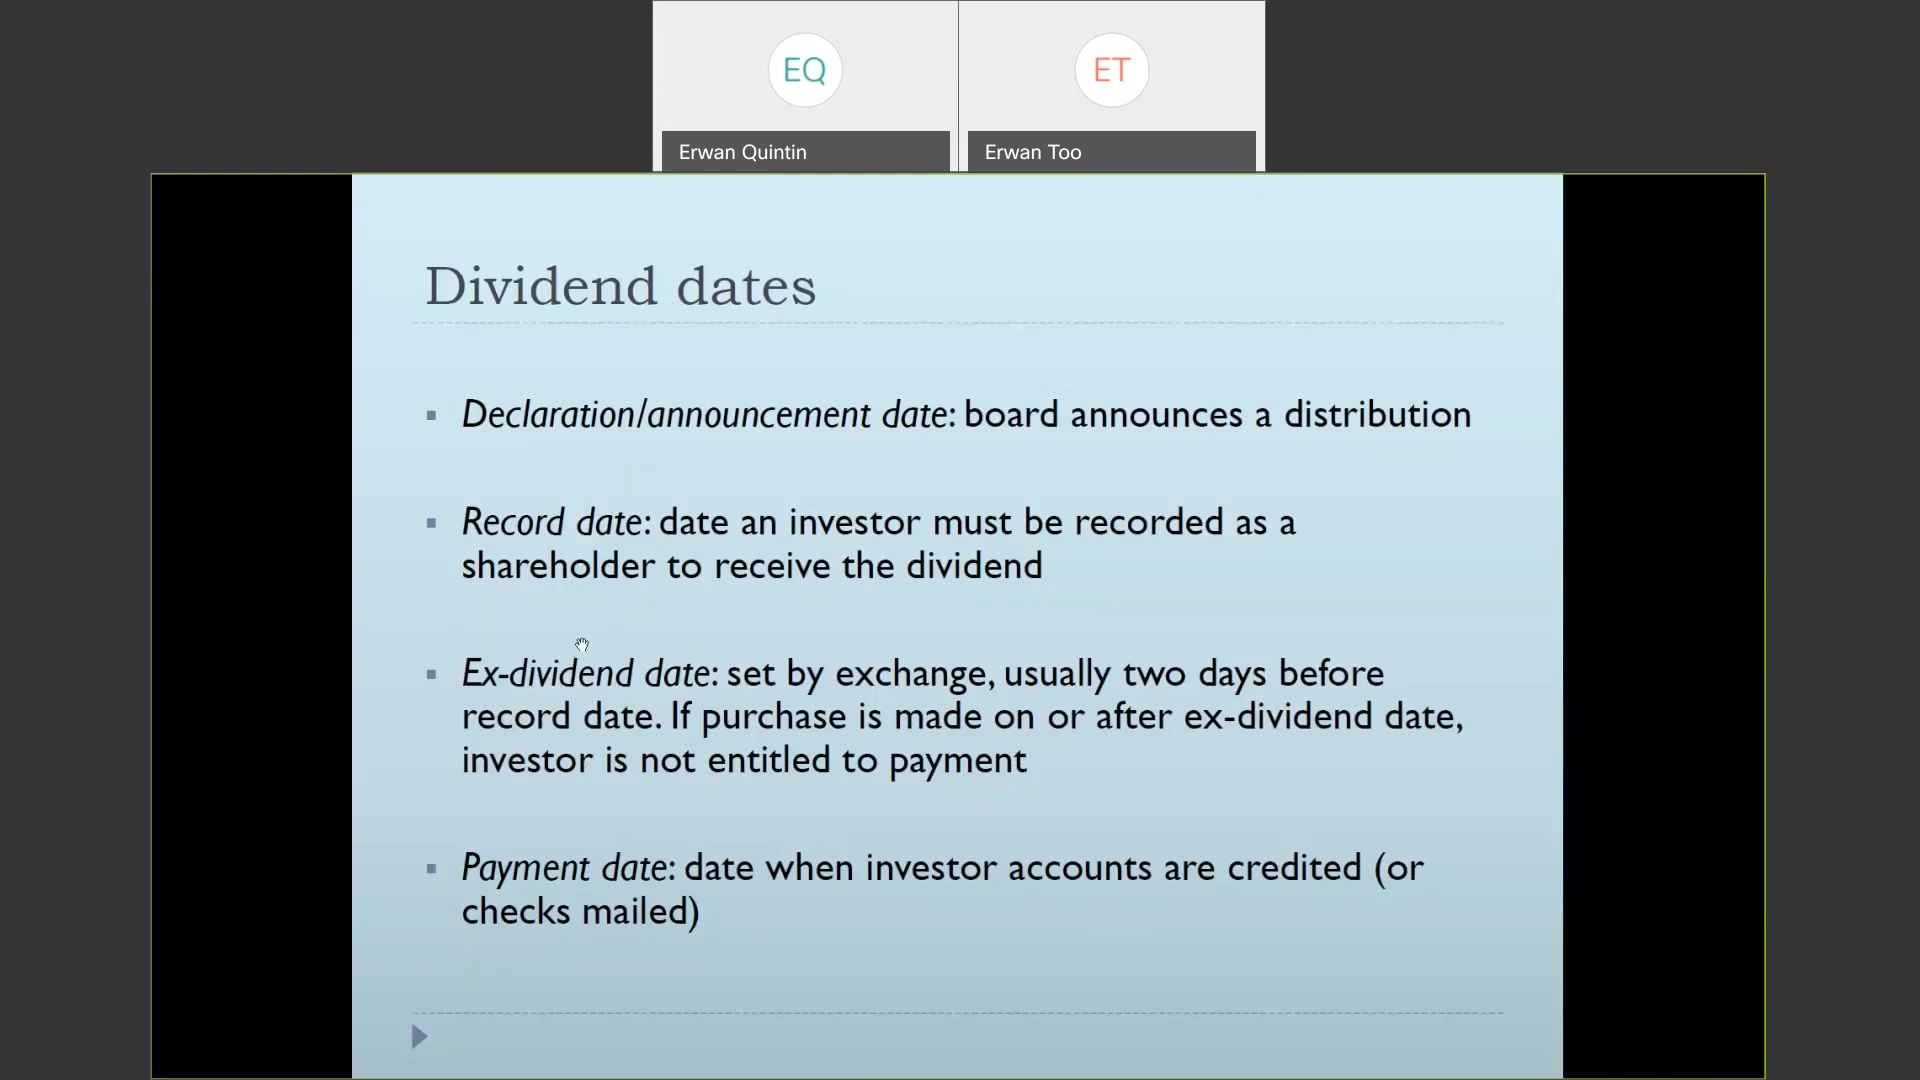 EQ
ET
Erwan Quintin
Erwan Too
Dividend dates
Declaration/announcement date: board announces a distribution
Record date: date an investor must be recorded as a
shareholder to receive the dividend
Ex-dividend date: set by exchange, usually two days before
record date. If purchase is made on or after ex-dividend date,
investor is not entitled to payment
Payment date: date when investor accounts are credited (or
checks mailed)